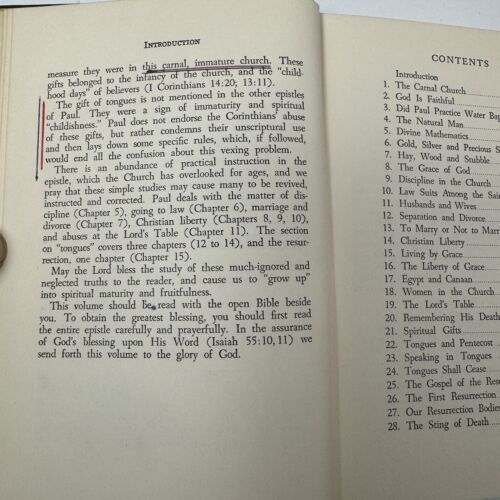 INTRODUCTION
measure they were in this carnal, immature church. These
gifts belonged to the infancy of the church, and the "child-
hood days" of believers (I Corinthians 14:20; 13:11).
The gift of tongues is not mentioned in the other epistles
of Paul. They were a sign of immaturity and spiritual
"childishness." Paul does not endorse the Corinthians' abuse
of these gifts, but rather condemns their unscriptural use
and then lays down some specific rules, which, if followed,
would end all the confusion about this vexing problem.
There is an abundance of practical instruction in the
epistle, which the Church has overlooked for ages, and we
pray that these simple studies may cause many to be revived,
instructed and corrected. Paul deals with the matter of dis-
cipline (Chapter 5), going to law (Chapter 6), marriage and
divorce (Chapter 7), Christian liberty (Chapters 8, 9, 10),
and abuses at the Lord's Table (Chapter 11). The section
on "tongues" covers three chapters (12 to 14), and the resur-
rection, one chapter (Chapter 15).
May the Lord bless the study of these much-ignored and
neglected truths to the reader, and cause us to "grow up"
into spiritual maturity and fruitfulness.
This volume should be read with the open Bible beside
you. To obtain the greatest blessing, you should first read
the entire epistle carefully and prayerfully. In the assurance
of God's blessing upon His Word (Isaiah 55:10,11) we
send forth this volume to the glory of God.
CONTENTS
Introduction
1. The Carnal Church
2. God Is Faithful
3. Did Paul Practice Water Bap
4. The Natural Man
5. Divine Mathematics
6. Gold, Silver and Precious S
7. Hay, Wood and Stubble
8. The Grace of God
9. Discipline in the Church
10. Law Suits Among the Sain
11. Husbands and Wives
12. Separation and Divorce
13. To Marry or Not to Mar
14. Christian Liberty
15. Living by Grace
16. The Liberty of Grace
17. Egypt and Canaan
18. Women in the Church
19. The Lord's Table
20. Remembering His Death
21. Spiritual Gifts
22. Tongues and Pentecost
23. Speaking in Tongues
24. Tongues Shall Cease
25. The Gospel of the Resu
26. The First Resurrection
27. Our Resurrection Bodies
28. The Sting of Death